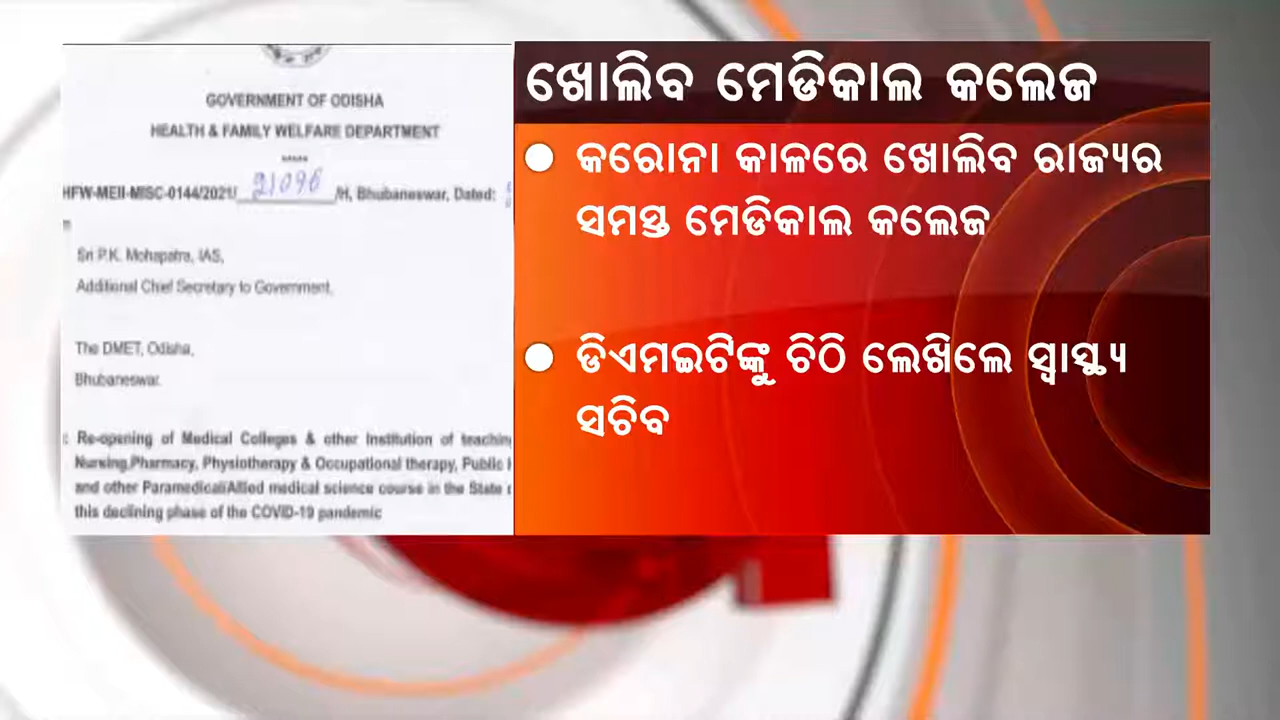 GOVERNMENT OF ODISHA
HEALTH & FAMILY WELFARE DEPARTMENT
HFW-MEII-MISC-0144/2021/ 21096 /H, Bhubaneswar, Dated:
Sri P.K. Mohapatra, IAS,
Additional Chief Secretary to Government.
The DMET, Odisha,
Bhubaneswar.
: Re-opening of Medical Colleges & other Institution of teaching
Nursing,Pharmacy, Physiotherapy & Occupational therapy, Public
and other Paramedical/Allied medical science course in the State
this declining phase of the COVID-19 pandemic
ଖୋଲିବ ମେଡିକାଲ କଲେଜ
କରୋନା କାଳରେ ଖୋଲିବ ରାଜ୍ୟର
ସମସ୍ତ ମେଡିକାଲ କଲେଜ
ଡିଏମଇଟିଙ୍କୁ ଚିଠି ଲେଖିଲେ ସ୍ୱାସ୍ଥ୍ୟ
ସଚିବ